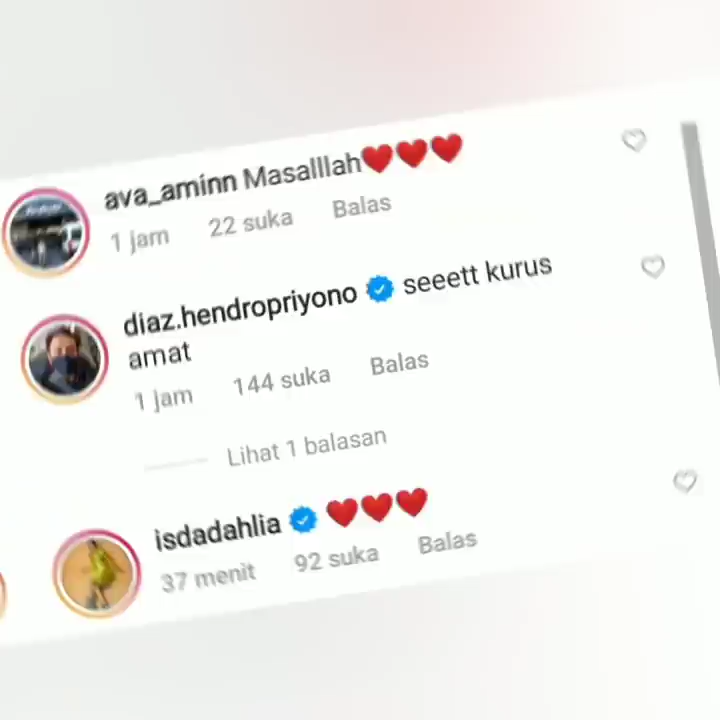 ava_aminn Masalllah❤️❤️❤️
1 jam 22 suka Balas
diaz.hendropriyono seeett kurus
amat
1 jam 144 suka Balas
Lihat 1 balasan
isdadahlia ❤️❤️❤️
37 menit 92 suka Balas